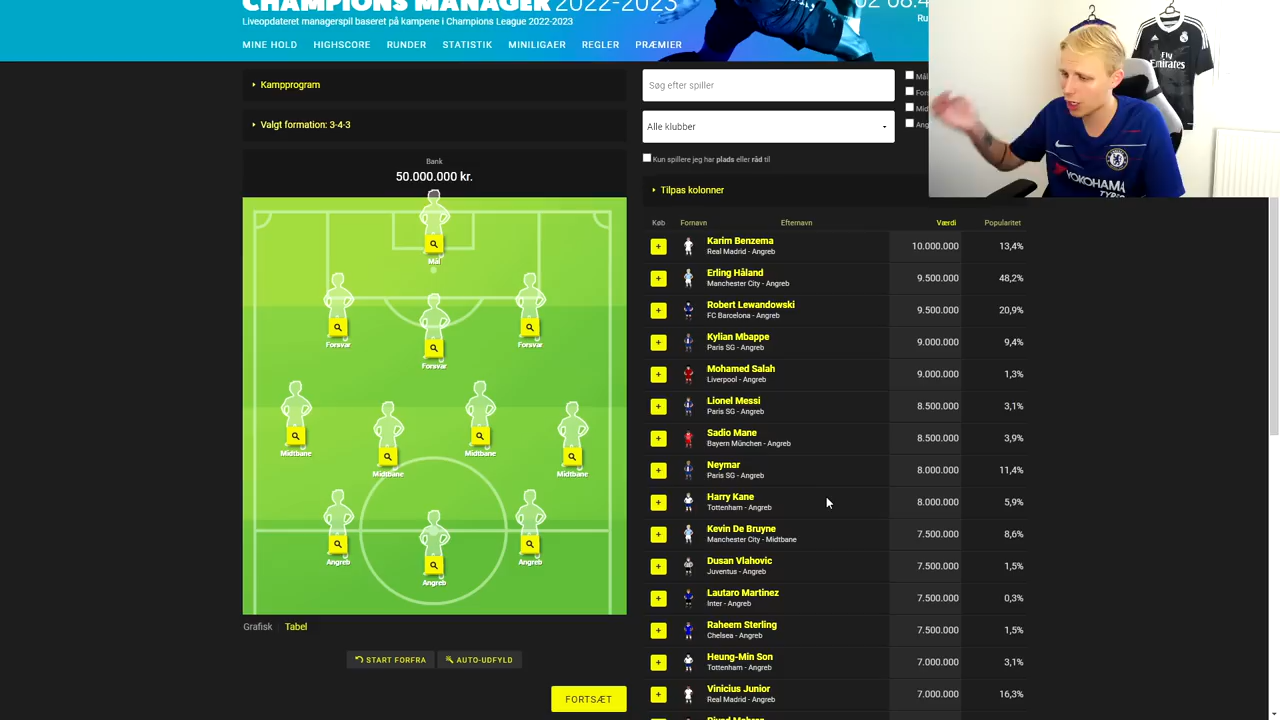 CHAMPIONS MANAGER 2022-2023
Liveopdateret managerspil baseret på kampene i Champions League 2022-2023
Ru
MINE HOLD HIGHSCORE RUNDER STATISTIK MINILIGAER REGLER PRÆMIER
Kampprogram
Valgt formation: 3-4-3
Bank
50.000.000 kr.
Mål
Forsvar
Forsvar
Forsvar
Midtbane
Midtbane
Midtbane
Midtbane
Angreb
Angreb
Angreb
Grafisk Tabel
START FORFRA AUTO-UDFYLD
FORTSÆT
Søg efter spiller
Alle klubber
Mål
For
Mid
Ang
Kun spillere jeg har plads eller råd til
Tilpas kolonner
Køb Fornavn Efternavn Værdi Popularitet
Karim Benzema 10.000.000 13,4%
Real Madrid - Angreb
Erling Håland 9.500.000 48,2%
Manchester City - Angreb
Robert Lewandowski 9.500.000 20,9%
FC Barcelona - Angreb
Kylian Mbappe 9.000.000 9,4%
Paris SG - Angreb
Mohamed Salah 9.000.000 1,3%
Liverpool - Angreb
Lionel Messi 8.500.000 3,1%
Paris SG - Angreb
Sadio Mane 8.500.000 3,9%
Bayern München - Angreb
Neymar 8.000.000 11,4%
Paris SG - Angreb
Harry Kane 8.000.000 5,9%
Tottenham - Angreb
Kevin De Bruyne 7.500.000 8,6%
Manchester City - Midtbane
Dusan Vlahovic 7.500.000 1,5%
Juventus - Angreb
Lautaro Martinez 7.500.000 0,3%
Inter - Angreb
Raheem Sterling 7.500.000 1,5%
Chelsea - Angreb
Heung-Min Son 7.000.000 3,1%
Tottenham - Angreb
Vinicius Junior 7.000.000 16,3%
Real Madrid - Angreb
Fly
Emirates
YOKOHAMA